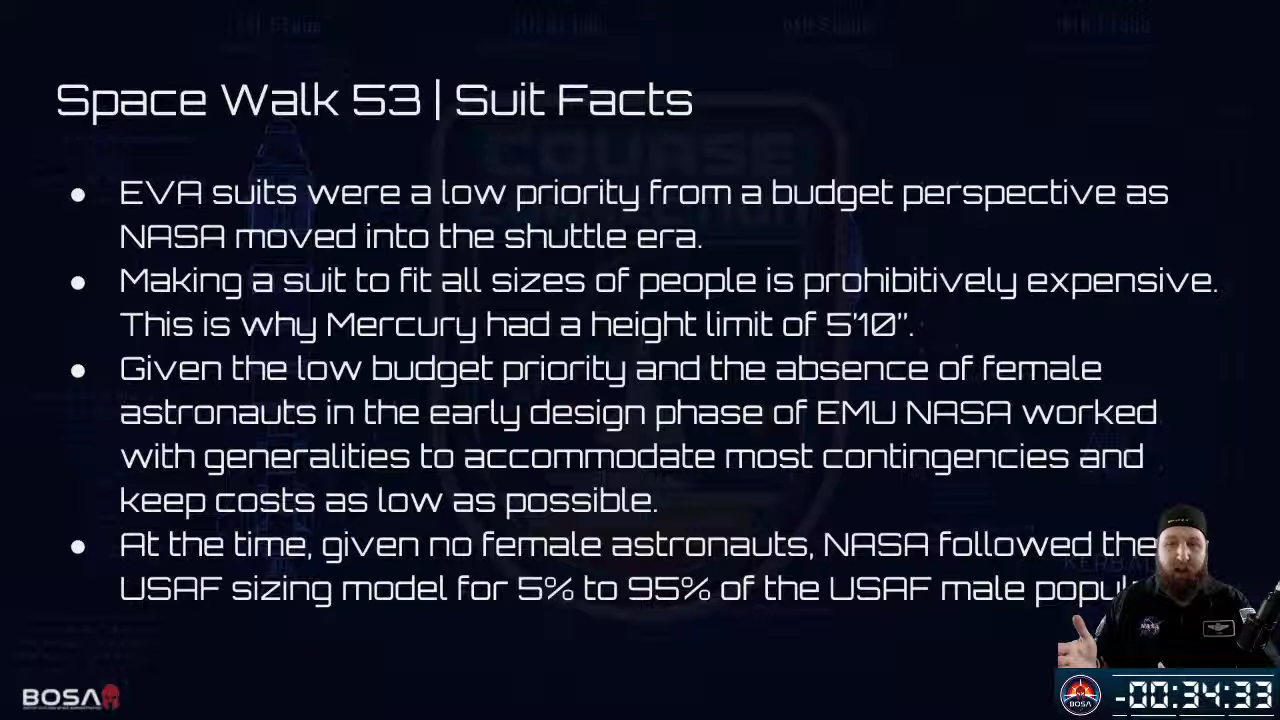 Space Walk 53 | Suit Facts
● EVA suits were a low priority from a budget perspective as
NASA moved into the shuttle era.
● Making a suit to fit all sizes of people is prohibitively expensive.
This is why Mercury had a height limit of 5'10”.
● Given the low budget priority and the absence of female
astronauts in the early design phase of EMU NASA worked
with generalities to accommodate most contingencies and
keep costs as low as possible.
● At the time, given no female astronauts, NASA followed the
USAF sizing model for 5% to 95% of the USAF male
BOSA
NASA
BOSA
-00:34:33